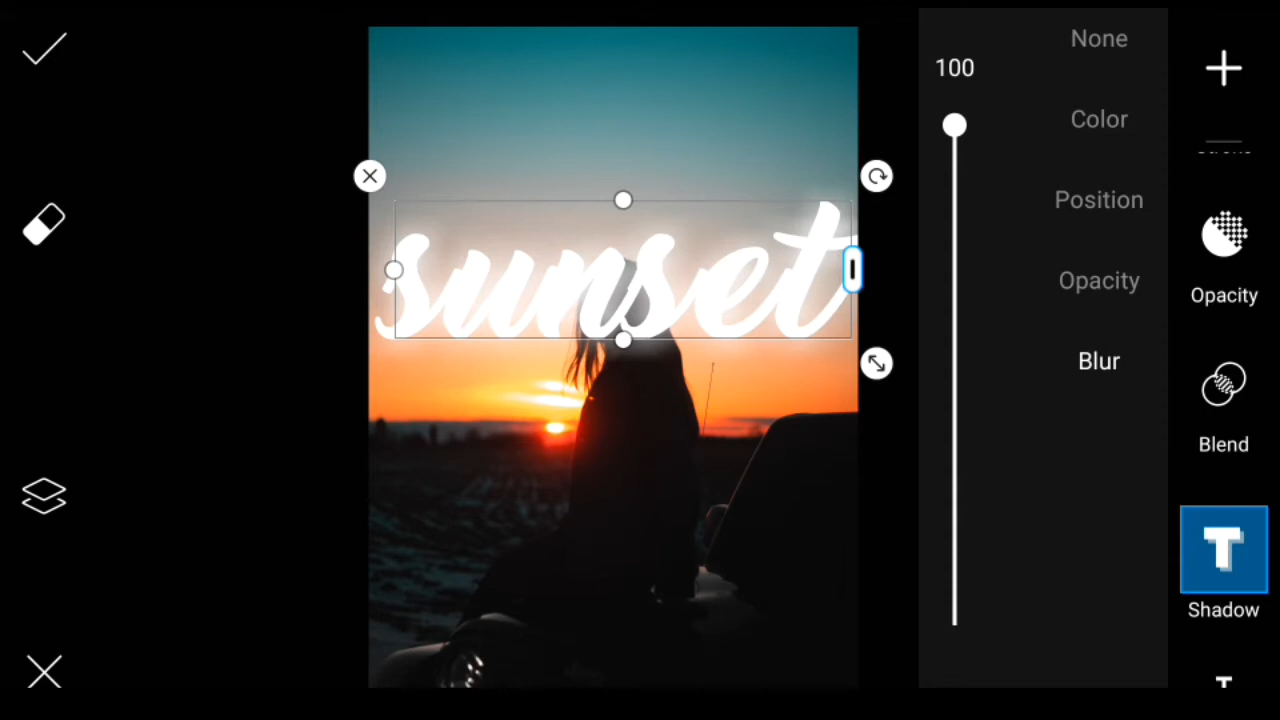 None
100
Color
Position
Opacity
Blur
sunset
Opacity
Blend
T
Shadow